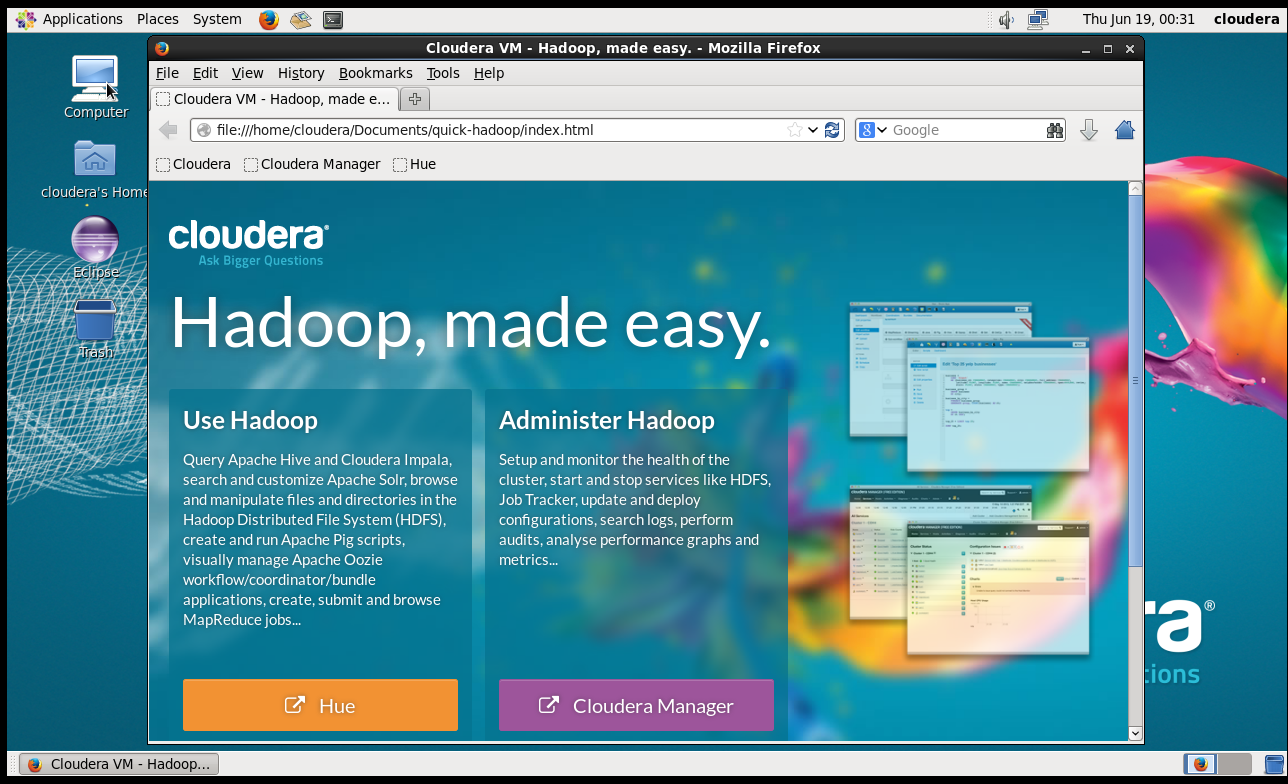 Applications Places System
Thu Jun 19, 00:31 cloudera
Cloudera VM - Hadoop, made easy. - Mozilla Firefox
File Edit View History Bookmarks Tools Help
Cloudera VM - Hadoop, made e...
file:///home/cloudera/Documents/quick-hadoop/index.html
Google
Cloudera Cloudera Manager Hue
Computer
cloudera's Home
Eclipse
Trash
cloudera®
Ask Bigger Questions
Hadoop, made easy.
Use Hadoop
Query Apache Hive and Cloudera Impala,
search and customize Apache Solr, browse
and manipulate files and directories in the
Hadoop Distributed File System (HDFS),
create and run Apache Pig scripts,
visually manage Apache Oozie
workflow/coordinator/bundle
applications, create, submit and browse
MapReduce jobs...
Hue
Administer Hadoop
Setup and monitor the health of the
cluster, start and stop services like HDFS,
Job Tracker, update and deploy
configurations, search logs, perform
audits, analyse performance graphs and
metrics...
Cloudera Manager
ra®
tions
Cloudera VM - Hadoop...